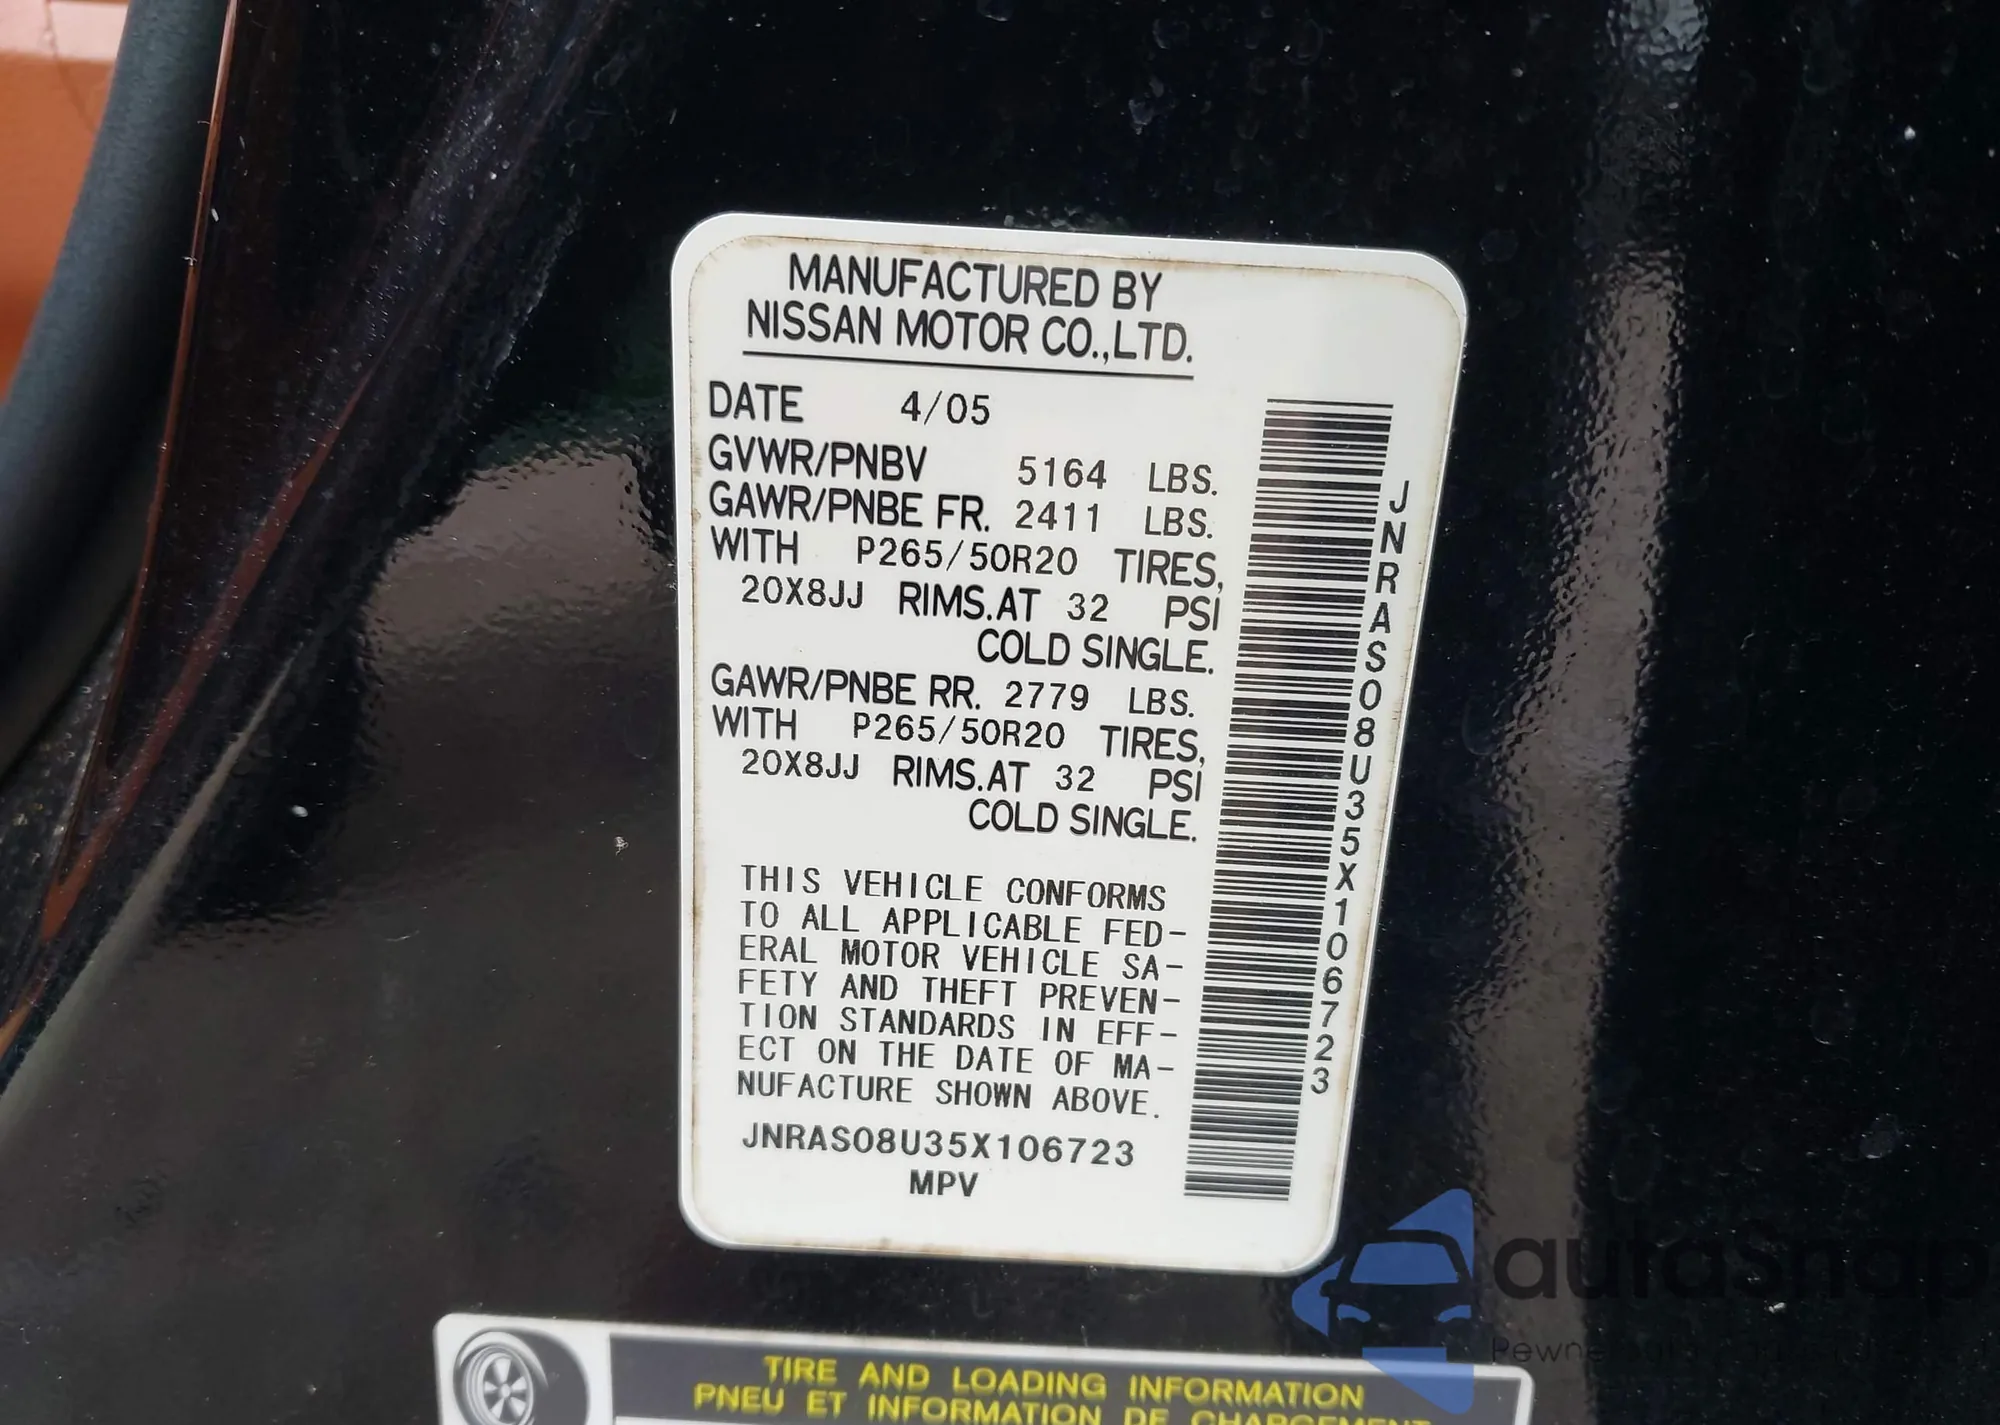 MANUFACTURED BY
NISSAN MOTOR CO.,LTD.
DATE 4/05
GVWR/PNBV 5164 LBS.
GAWR/PNBE FR. 2411 LBS.
WITH P265/50R20 TIRES,
20X8JJ RIMS.AT 32 PSI
COLD SINGLE.
GAWR/PNBE RR. 2779 LBS.
WITH P265/50R20 TIRES,
20X8JJ RIMS.AT 32 PSI
COLD SINGLE.
THIS VEHICLE CONFORMS
TO ALL APPLICABLE FED-
ERAL MOTOR VEHICLE SA-
FETY AND THEFT PREVEN-
TION STANDARDS IN EFF-
ECT ON THE DATE OF MA-
NUFACTURE SHOWN ABOVE.
JNRAS08U35X106723
MPV
JNRAS08U35X106723
TIRE AND LOADING INFORMATION
PNEU ET INFORMATION DE CHARGEMENT
autaSnap